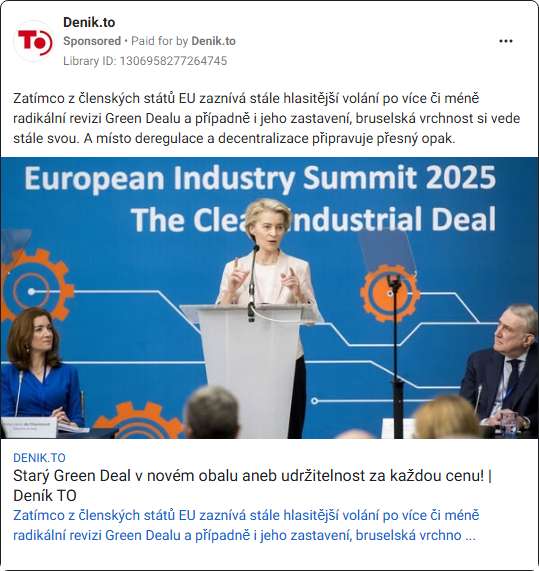 Denik.to
Sponsored • Paid for by Denik.to
Library ID: 1306958277264745
TO
Zatímco z členských států EU zaznívá stále hlasitější volání po více či méně
radikální revizi Green Dealu a případně i jeho zastavení, bruselská vrchnost si vede
stále svou. A místo deregulace a decentralizace připravuje přesný opak.
European Industry Summit 2025
The Clea Industrial Deal
DENIK.TO
Starý Green Deal v novém obalu aneb udržitelnost za každou cenu! |
Deník TO
Zatímco z členských států EU zaznívá stále hlasitější volání po více či méně
radikální revizi Green Dealu a případně i jeho zastavení, bruselská vrchno ...